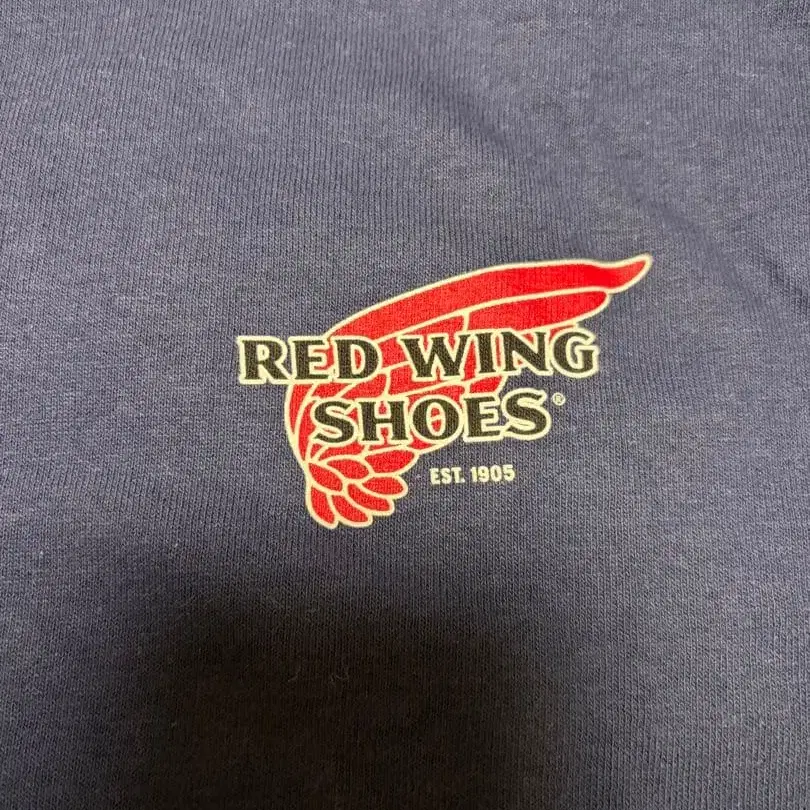 RED WING
SHOES®
EST. 1905